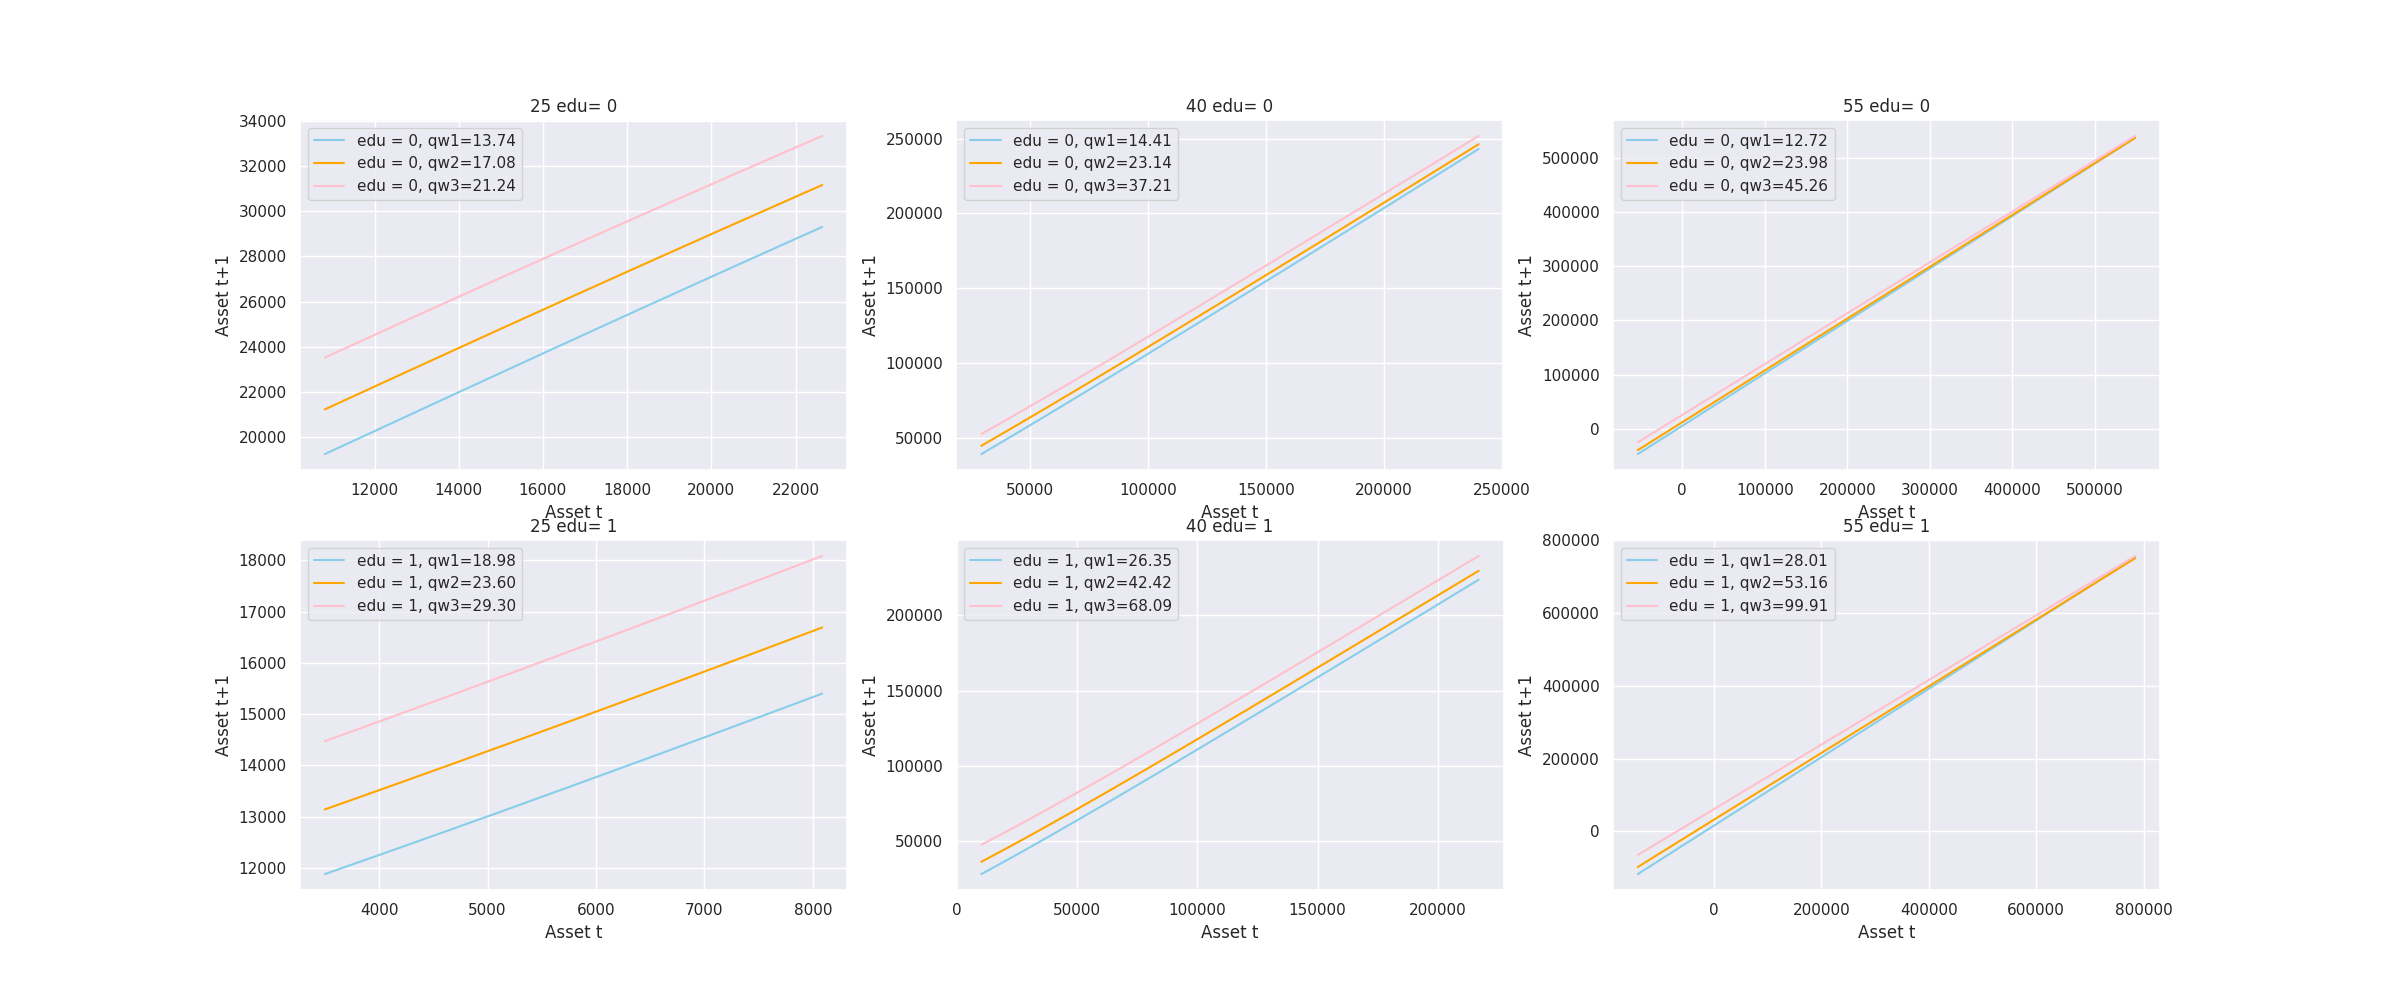 25 edu= 0
34000
32000
30000
28000
26000
24000
22000
20000
Asset t+1
edu = 0, qw1=13.74
edu = 0, qw2=17.08
edu = 0, qw3=21.24
12000 14000 16000 18000 20000 22000
Asset t
40 edu= 0
250000
200000
150000
100000
50000
Asset t+1
edu = 0, qw1=14.41
edu = 0, qw2=23.14
edu = 0, qw3=37.21
50000 100000 150000 200000 250000
Asset t
55 edu= 0
500000
400000
300000
200000
100000
0
Asset t+1
edu = 0, qw1=12.72
edu = 0, qw2=23.98
edu = 0, qw3=45.26
0 100000 200000 300000 400000 500000
Asset t
25 edu= 1
18000
17000
16000
15000
14000
13000
12000
Asset t+1
edu = 1, qw1=18.98
edu = 1, qw2=23.60
edu = 1, qw3=29.30
4000 5000 6000 7000 8000
Asset t
40 edu= 1
200000
150000
100000
50000
Asset t+1
edu = 1, qw1=26.35
edu = 1, qw2=42.42
edu = 1, qw3=68.09
0 50000 100000 150000 200000
Asset t
55 edu= 1
800000
600000
400000
200000
0
Asset t+1
edu = 1, qw1=28.01
edu = 1, qw2=53.16
edu = 1, qw3=99.91
0 200000 400000 600000 800000
Asset t